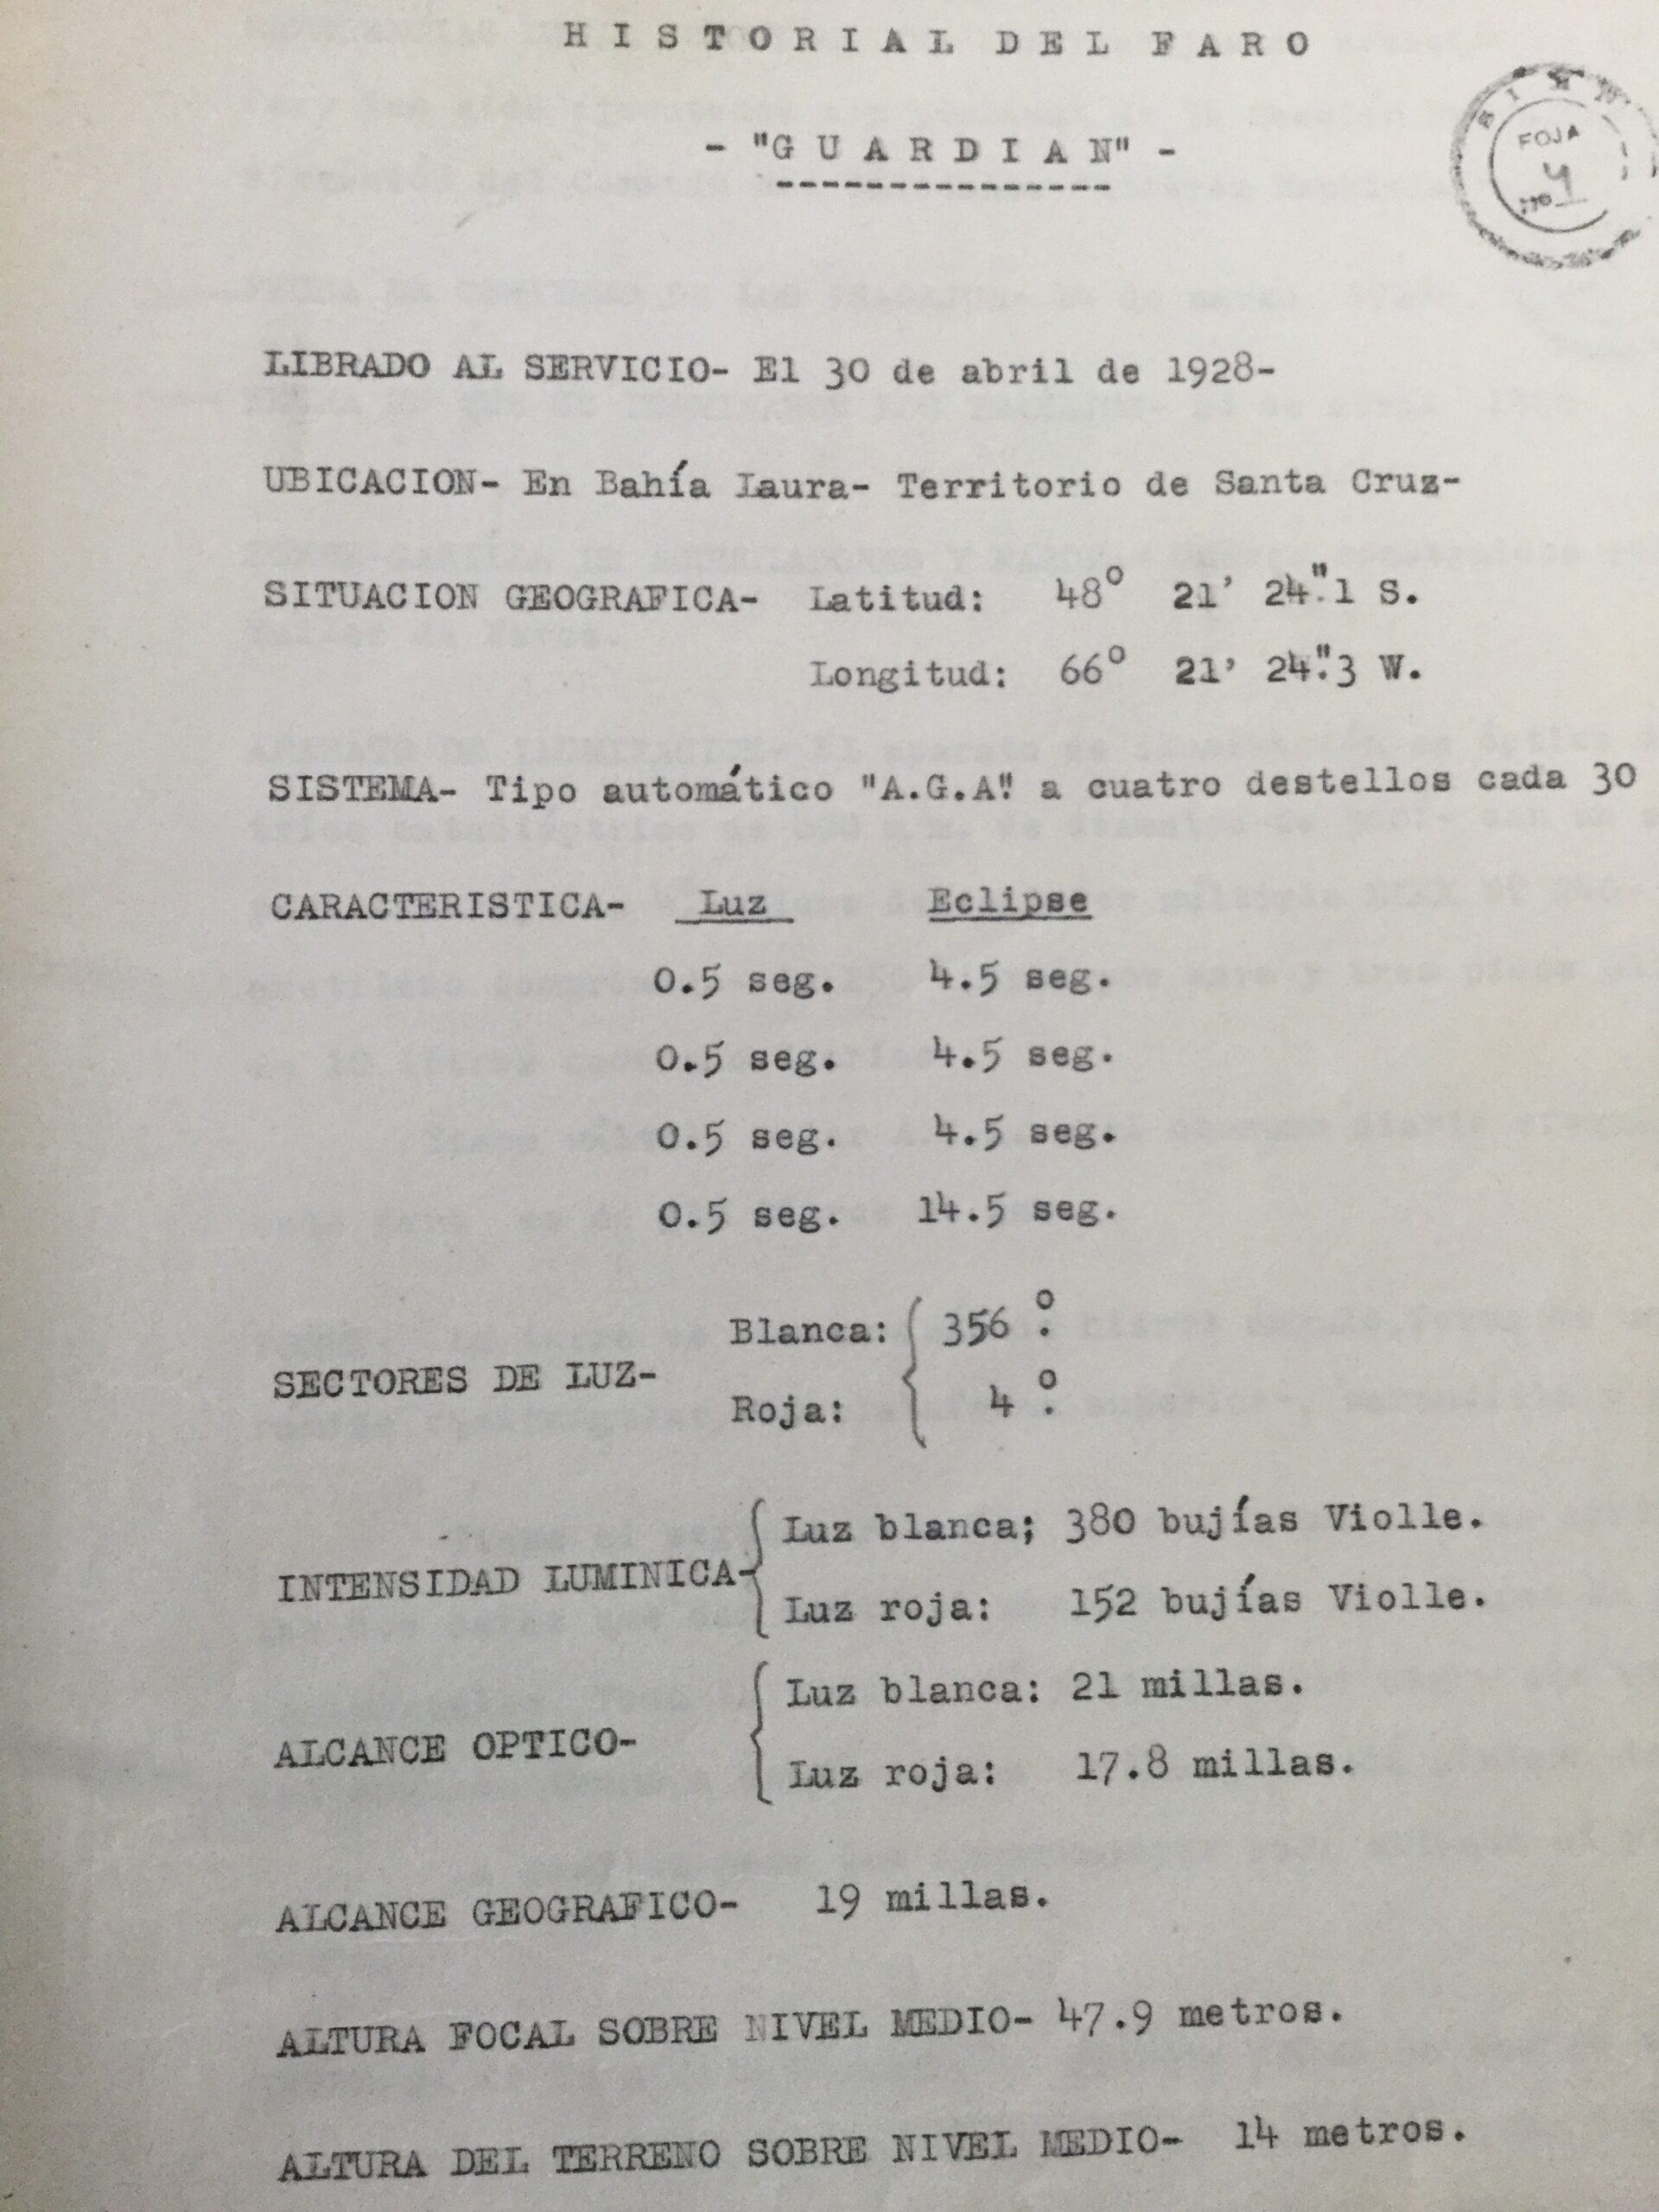 HISTORIAL DEL FARO
- "GUARDIAN" -
FOJA
4
LIBRADO AL SERVICIO- El 30 de abril de 1928-
UBICACION- En Bahía Laura- Territorio de Santa Cruz-
SITUACION GEOGRAFICA- Latitud: 48° 21' 24".1 S.
Longitud: 66° 21' 24".3 W.
SISTEMA- Tipo automático "A.G.A." a cuatro destellos cada 30
CARACTERISTICA- Luz Eclipse
0.5 seg. 4.5 seg.
0.5 seg. 4.5 seg.
0.5 seg. 4.5 seg.
0.5 seg. 14.5 seg.
Blanca: 356°.
SECTORES DE LUZ-
Roja: 4°.
Luz blanca; 380 bujías Violle.
INTENSIDAD LUMINICA-
Luz roja: 152 bujías Violle.
Luz blanca: 21 millas.
ALCANCE OPTICO-
Luz roja: 17.8 millas.
ALCANCE GEOGRAFICO- 19 millas.
ALTURA FOCAL SOBRE NIVEL MEDIO- 47.9 metros.
ALTURA DEL TERRENO SOBRE NIVEL MEDIO- 14 metros.